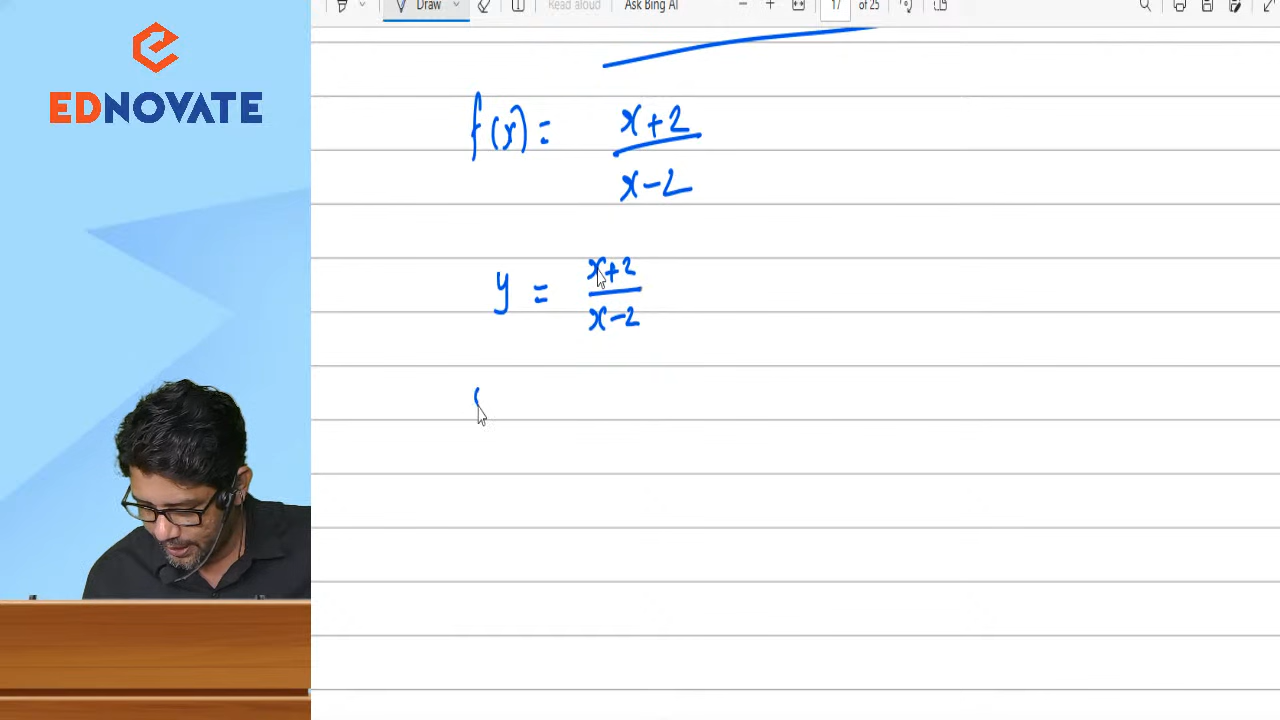 Draw Read aloud Ask Bing AI 17 of 25
EDNOVATE
f(x) = x+2
x-2
y = x+2
x-2